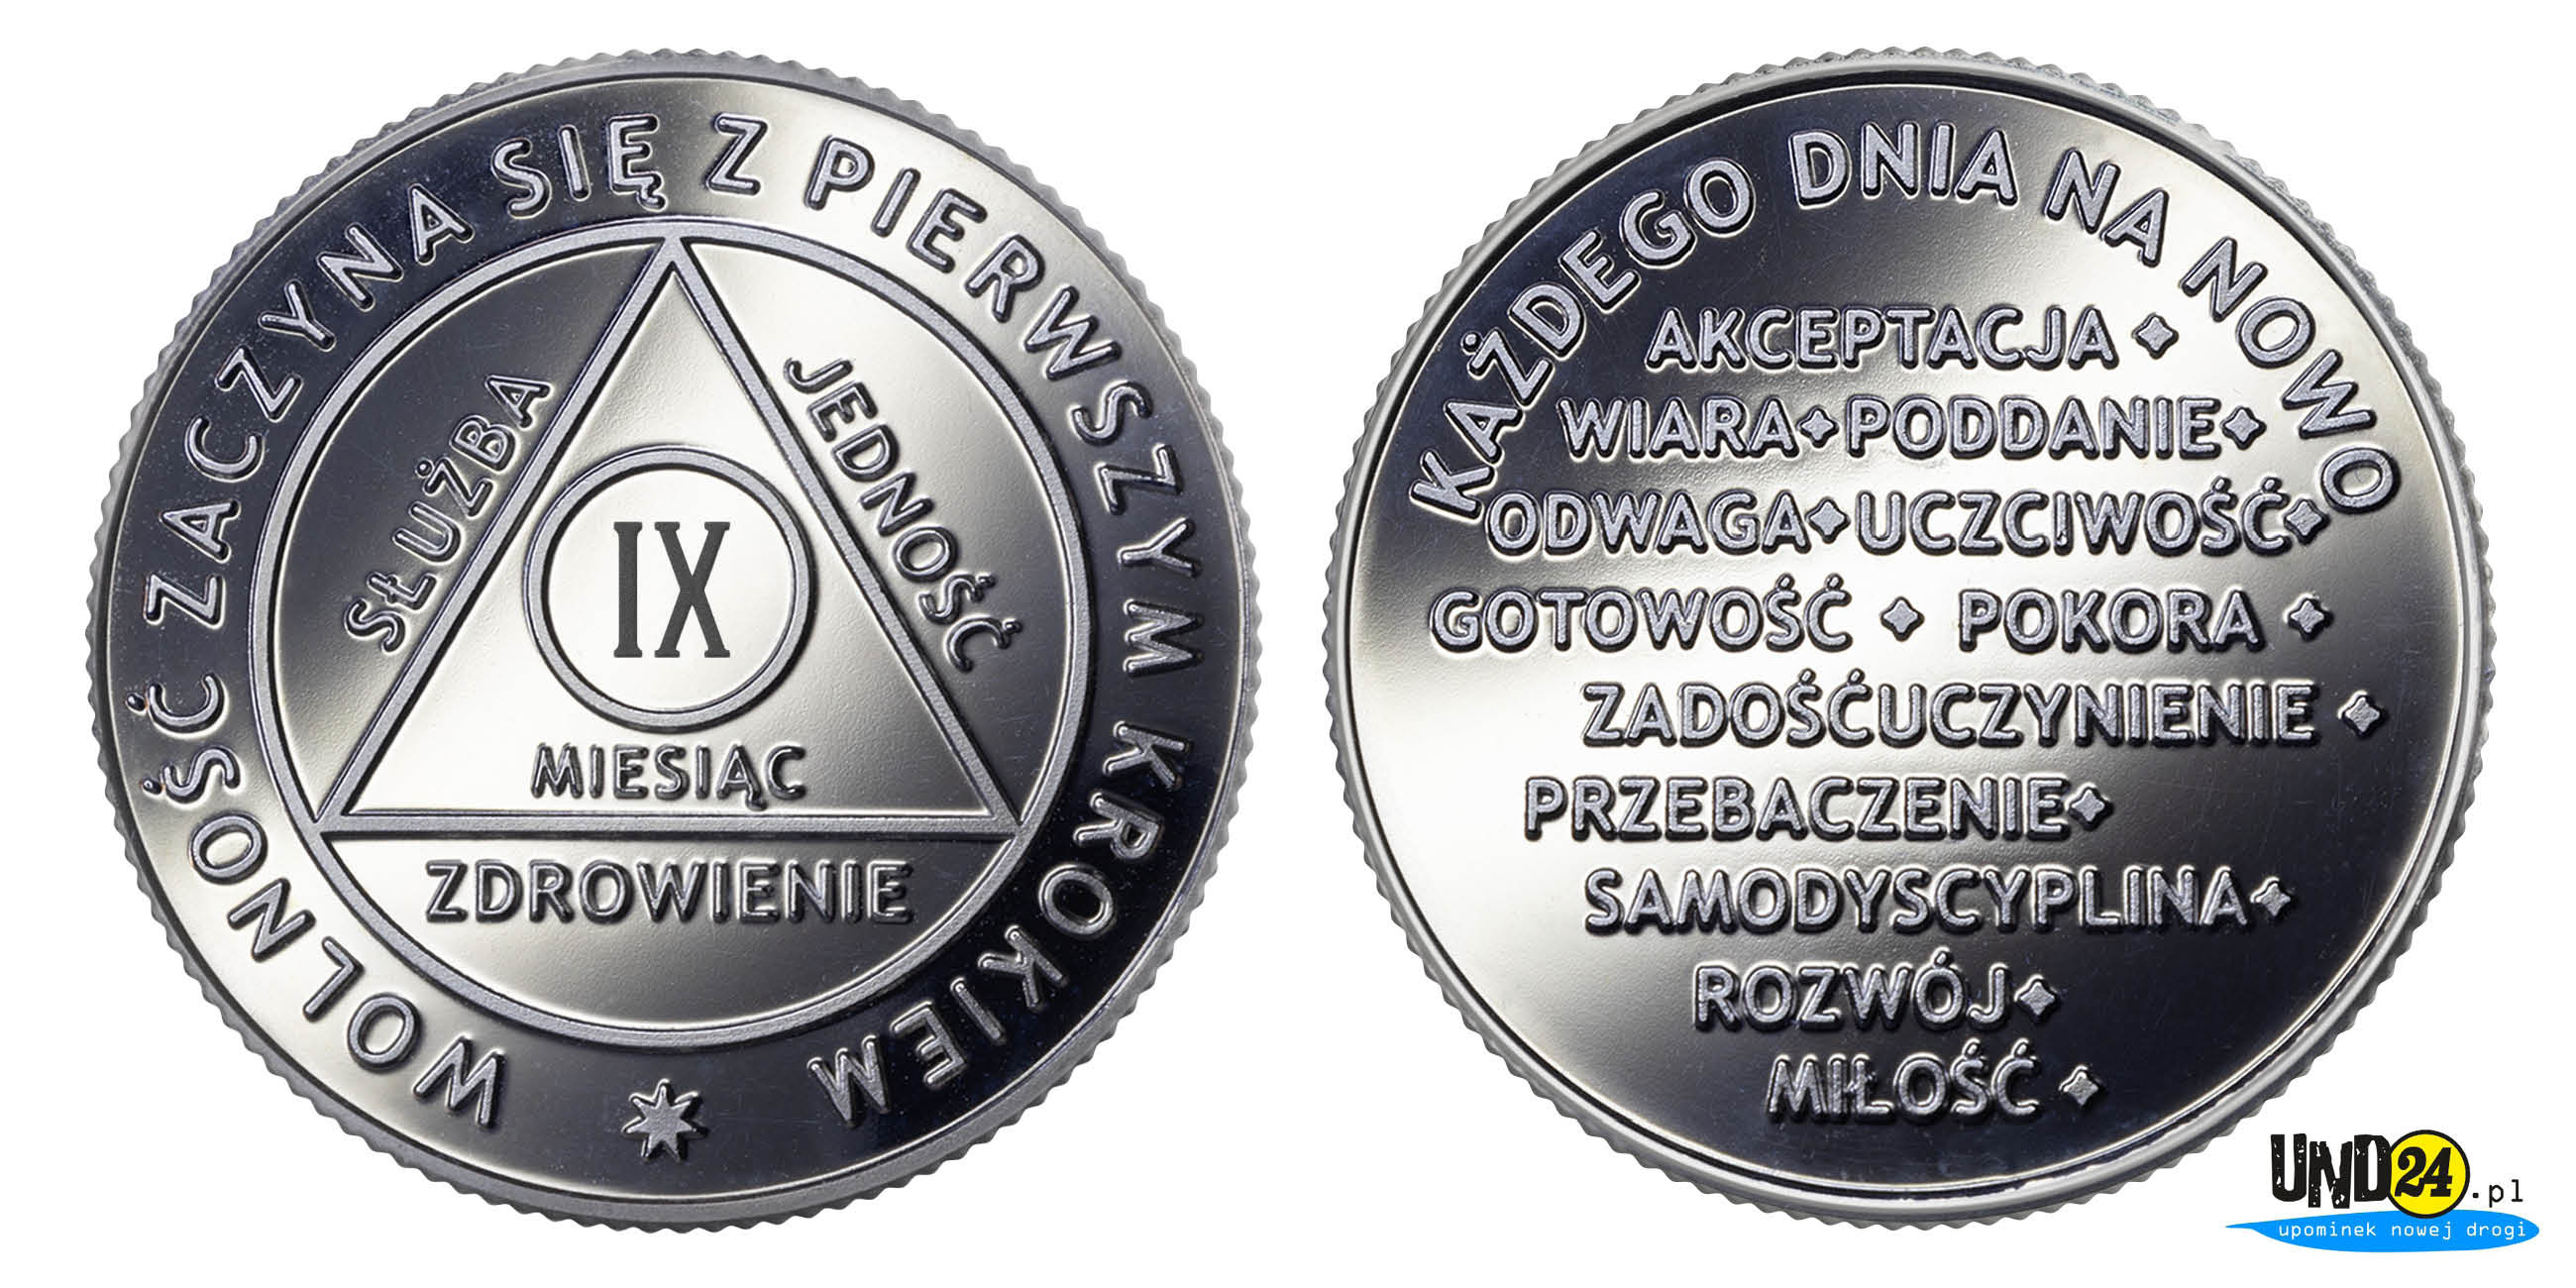 WOLNOŚĆ ZACZYNA SIĘ Z PIERWSZYM KROKIEM
SŁUŻBA
JEDNOŚĆ
IX
MIESIĄC
ZDROWIENIE
KAŻDEGO DNIA NA NOWO
AKCEPTACJA
WIARA PODDANIE
ODWAGA UCZCIWOŚĆ
GOTOWOŚĆ POKORA
ZADOŚĆUCZYNIENIE
PRZEBACZENIE
SAMODYSCYPLINA
ROZWÓJ
MIŁOŚĆ
UND24.pl
upominek nowej drogi